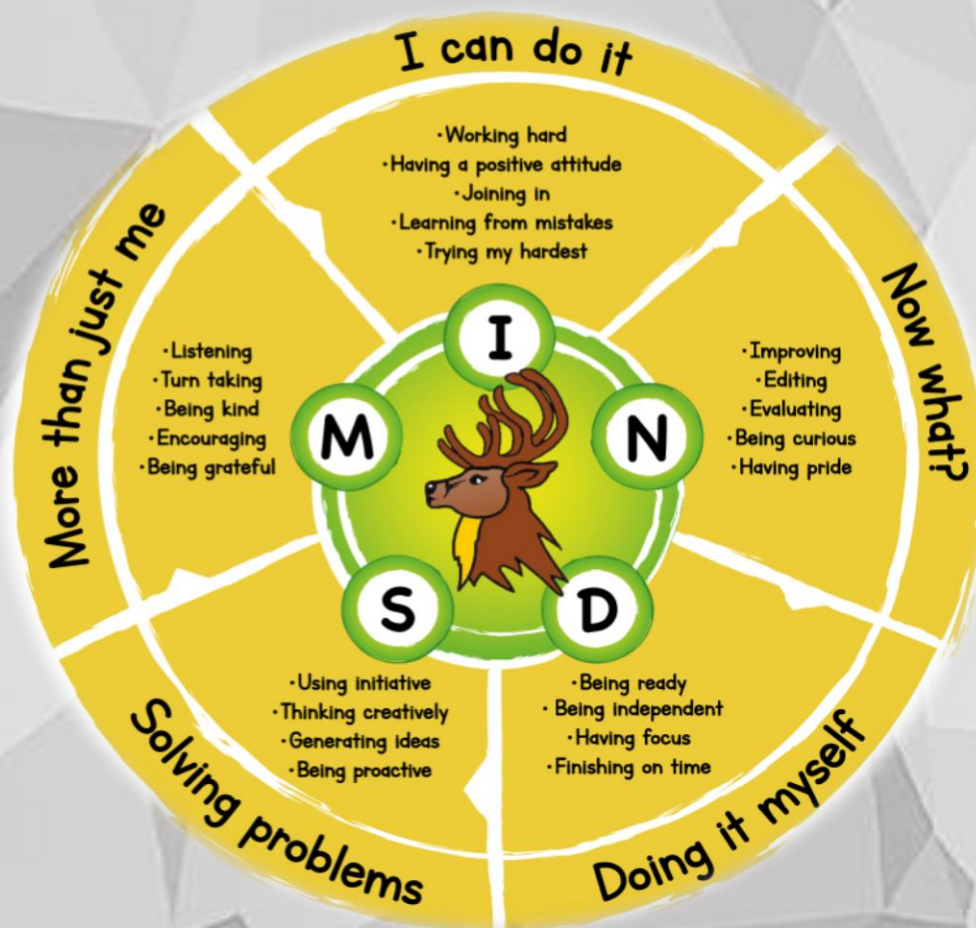 I can do it
·Working hard
·Having a positive attitude
·Joining in
·Learning from mistakes
·Trying my hardest
Now what?
·Improving
·Editing
·Evaluating
·Being curious
·Having pride
Doing it myself
·Being ready
· Being independent
·Having focus
·Finishing on time
Solving problems
·Using initiative
·Thinking creatively
·Generating ideas
·Being proactive
More than just me
·Listening
·Turn taking
·Being kind
·Encouraging
·Being grateful
M
I
N
D
S